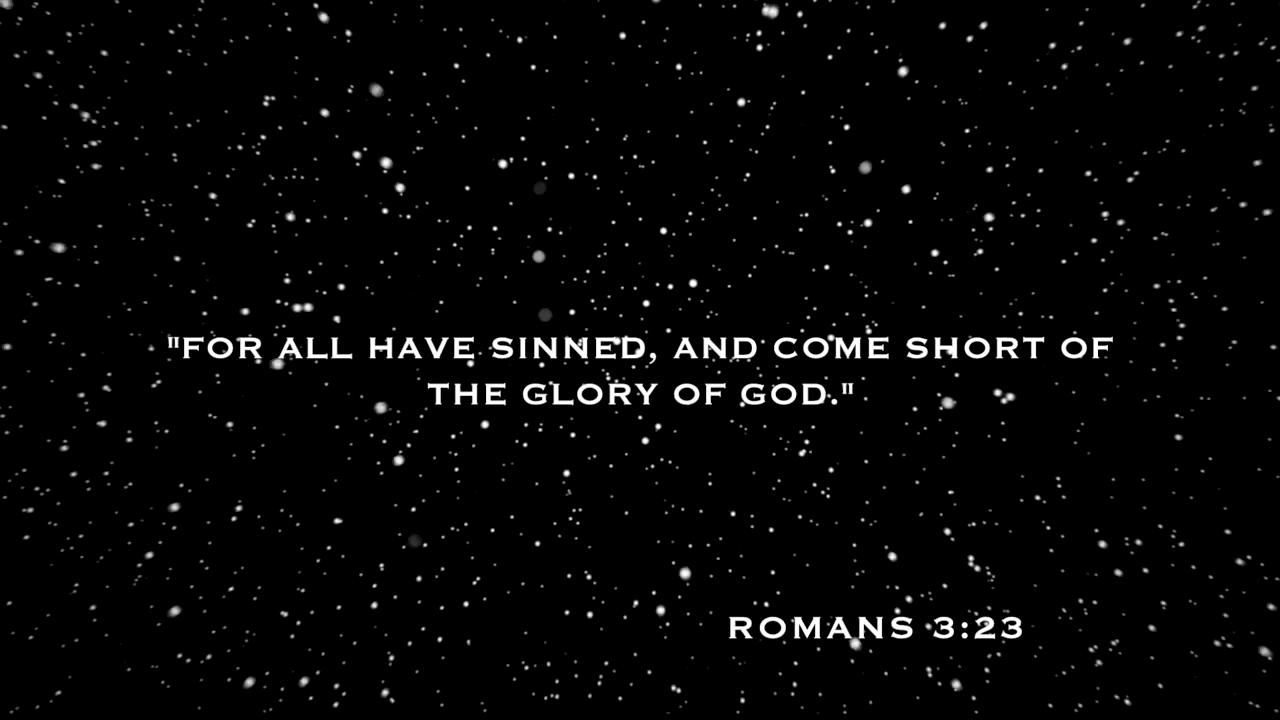 "FOR ALL HAVE SINNED, AND COME SHORT OF
THE GLORY OF GOD."
ROMANS 3:23